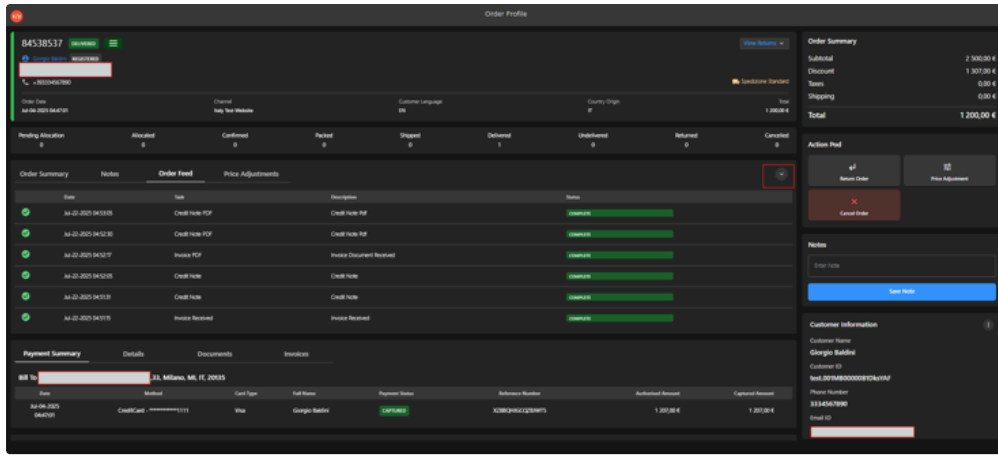 Order Profile
84538537 DELIVERED
View Returns
Giorgio Baldini REGISTERED
+393334567890
Speedzone Standard
Order Date Channel Customer Language Country Origin Total
Jul-04-2025 04:47:01 Italy Test Website EN IT 1 200,00 €
Pending Allocation Allocated Confirmed Packed Shipped Delivered Undelivered Returned Cancelled
0 0 0 0 0 1 0 0 0
Order Summary Notes Order Feed Price Adjustments
Date Task Description Status
Jul-22-2025 04:53:05 Credit Note PDF Credit Note Pdf COMPLETE
Jul-22-2025 04:52:30 Credit Note PDF Credit Note Pdf COMPLETE
Jul-22-2025 04:52:17 Invoice PDF Invoice Document Received COMPLETE
Jul-22-2025 04:52:05 Credit Note Credit Note COMPLETE
Jul-22-2025 04:51:31 Credit Note Credit Note COMPLETE
Jul-22-2025 04:31:15 Invoice Received Invoice Received COMPLETE
Payment Summary Details Documents Invoices
Bill To ,33, Milano, MI, IT, 20135
Date Method Card Type Full Name Payment Status Reference Number Authorised Amount Captured Amount
Jul-04-2025
04:47:01
CreditCard - ************1111 Visa Giorgio Baldini CAPTURED 1 207,00 € 1 207,00 €
Order Summary
Subtotal 2 500,00 €
Discount 1 307,00 €
Taxes 0,00 €
Shipping 0,00 €
Total 1 200,00 €
Action Pod
Return Order Price Adjustment
Cancel Order
Notes
Enter Note
Save Note
Customer Information
Customer Name
Giorgio Baldini
Customer ID
Phone Number
3334567890
Email ID